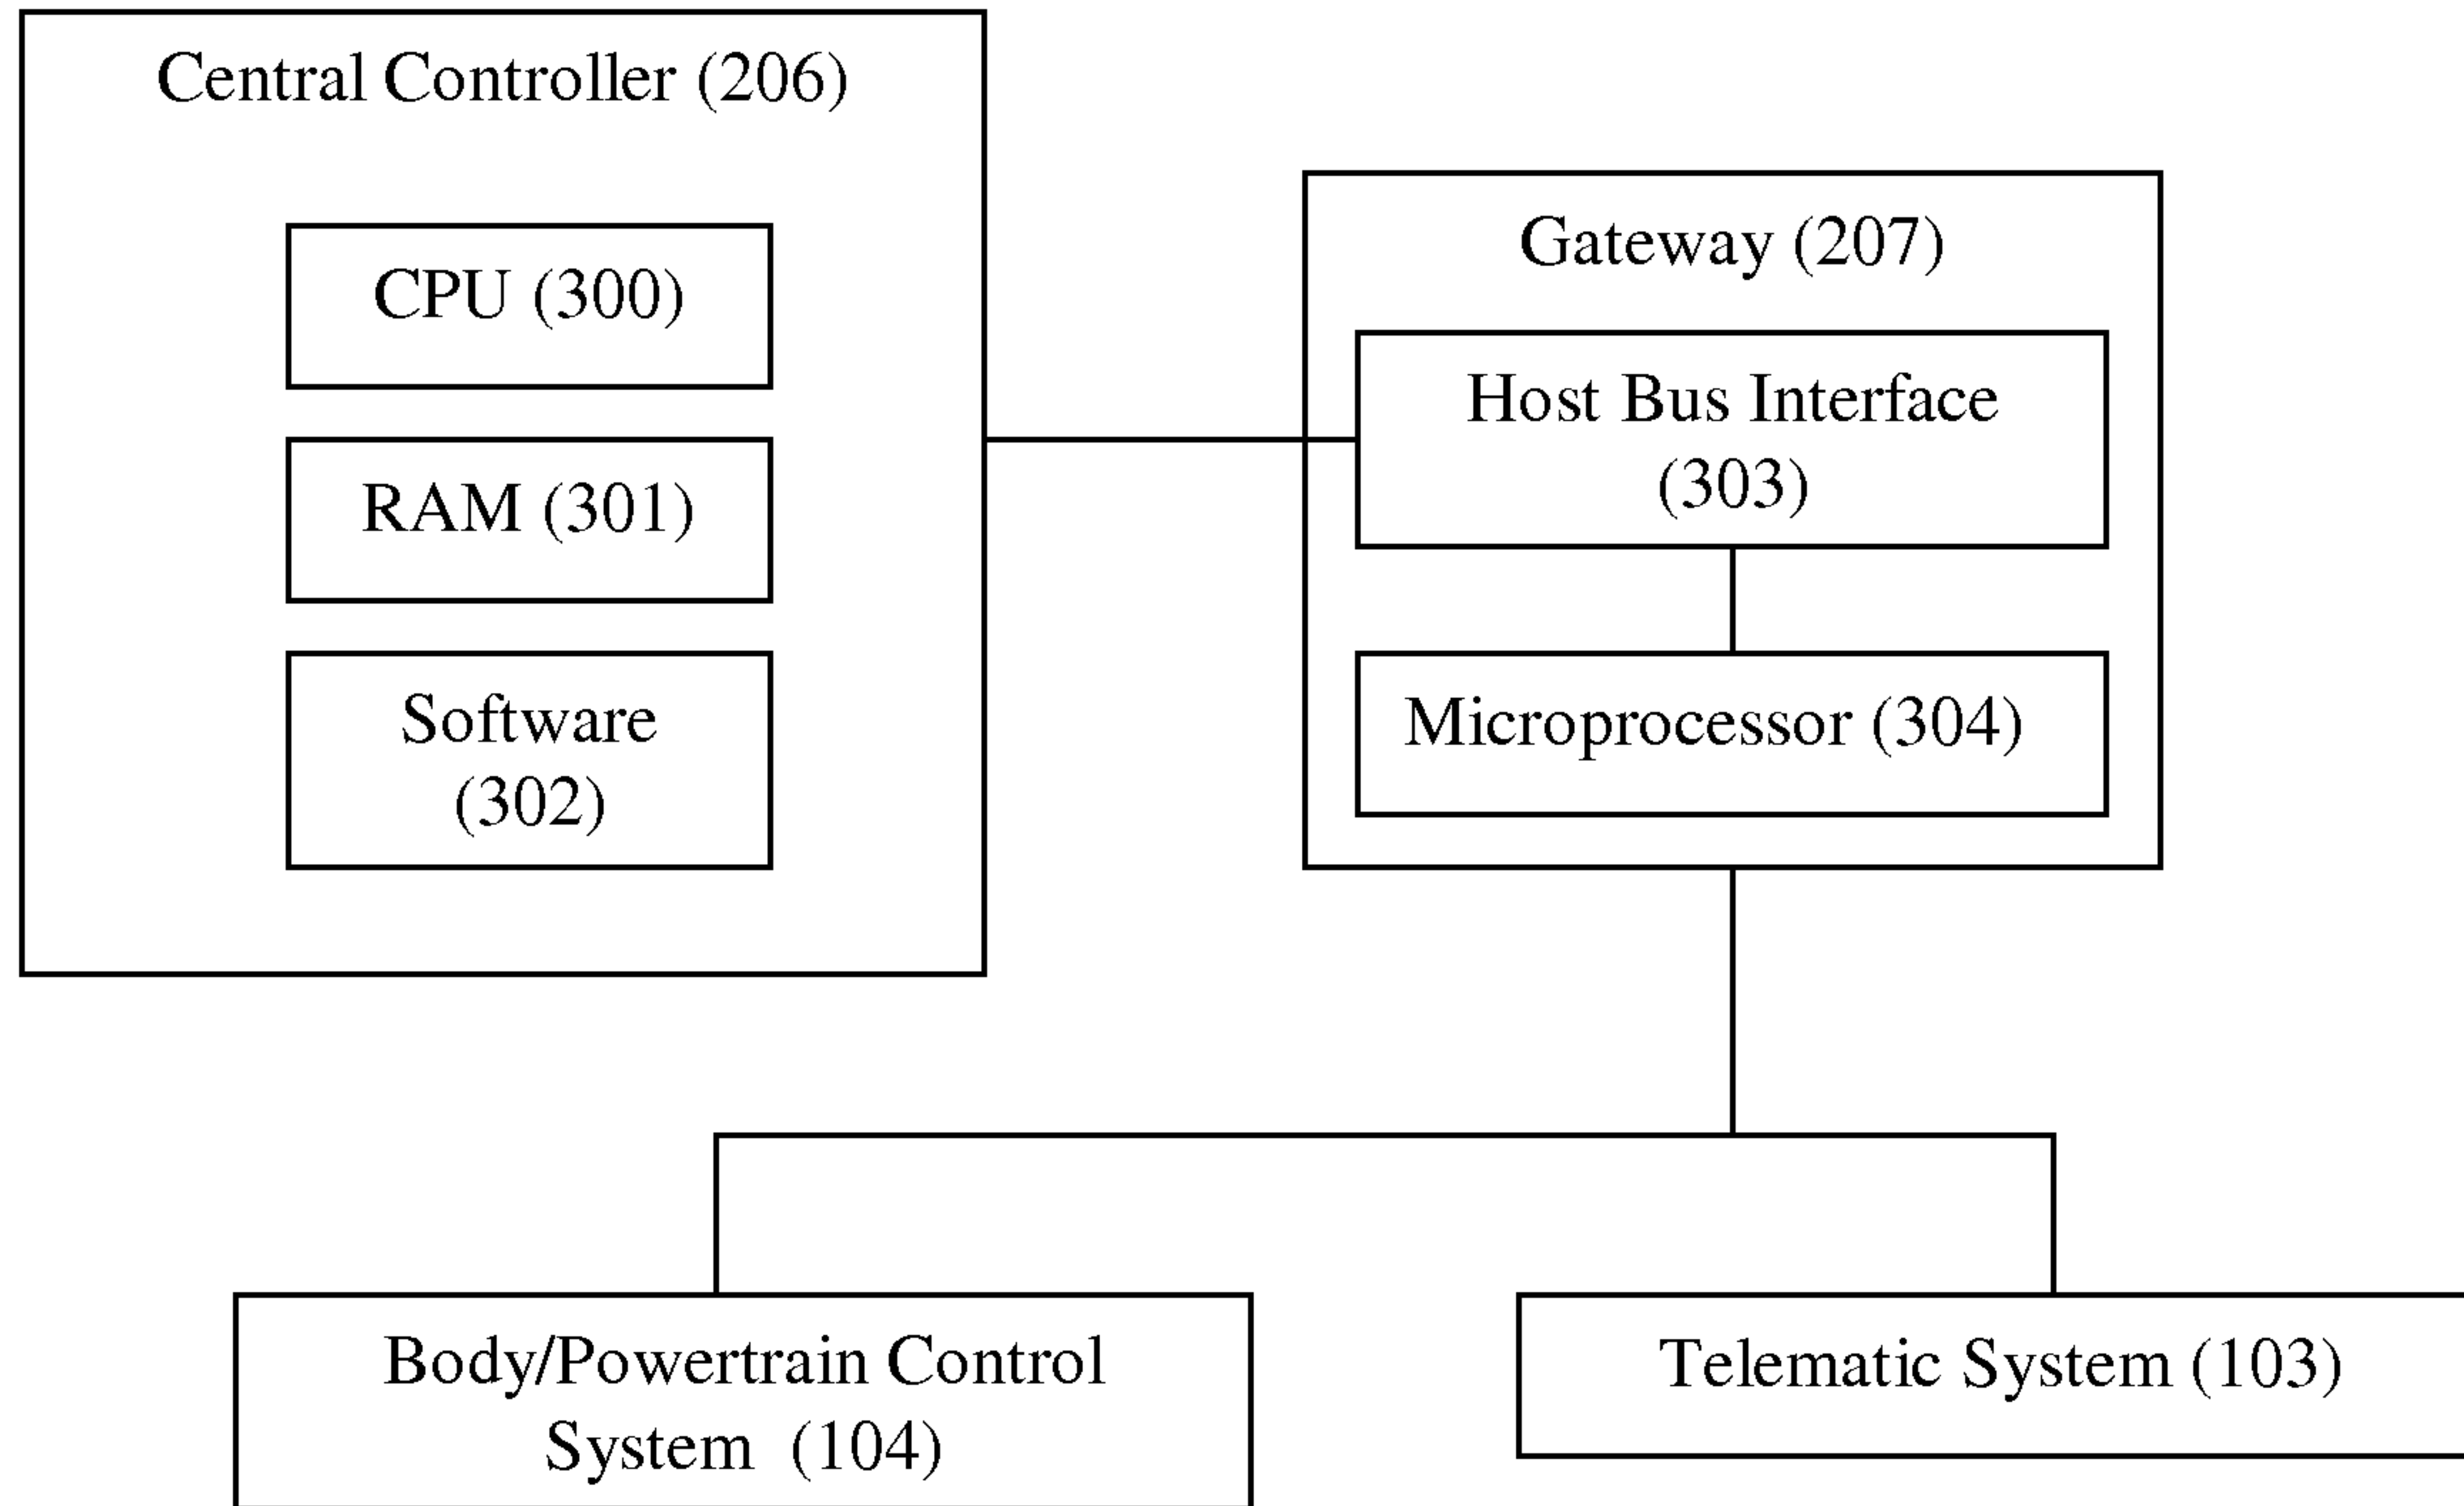 Central Controller (206)
CPU (300)
RAM (301)
Software
(302)
Gateway (207)
Host Bus Interface
(303)
Microprocessor (304)
Body/Powertrain Control
System (104)
Telematic System (103)